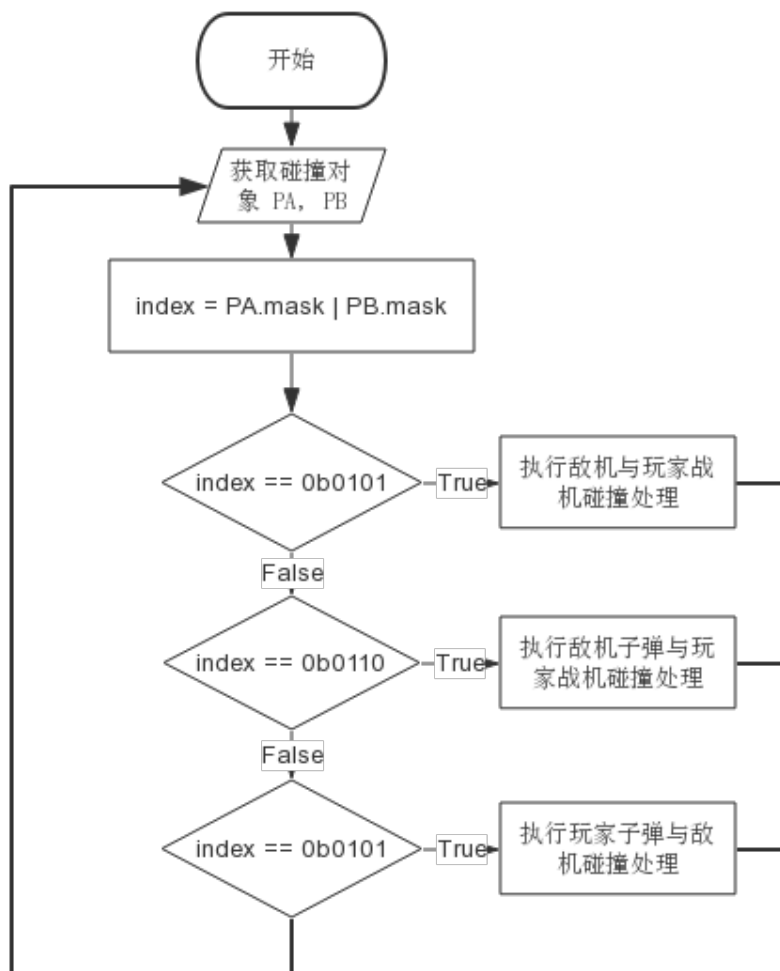 开始
获取碰撞对
象 PA, PB
index = PA.mask | PB.mask
index == 0b0101
True
执行敌机与玩家战
机碰撞处理
False
index == 0b0110
True
执行敌机子弹与玩
家战机碰撞处理
False
index == 0b0101
True
执行玩家子弹与敌
机碰撞处理